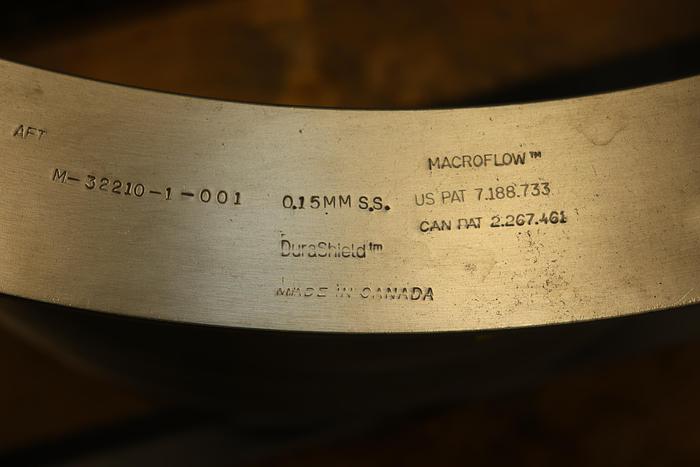 AFT
M-32210-1-001
0.15MM S.S.
DuraShield™
MADE IN CANADA
MACROFLOW™
US PAT 7.188.733
CAN PAT 2.267.461